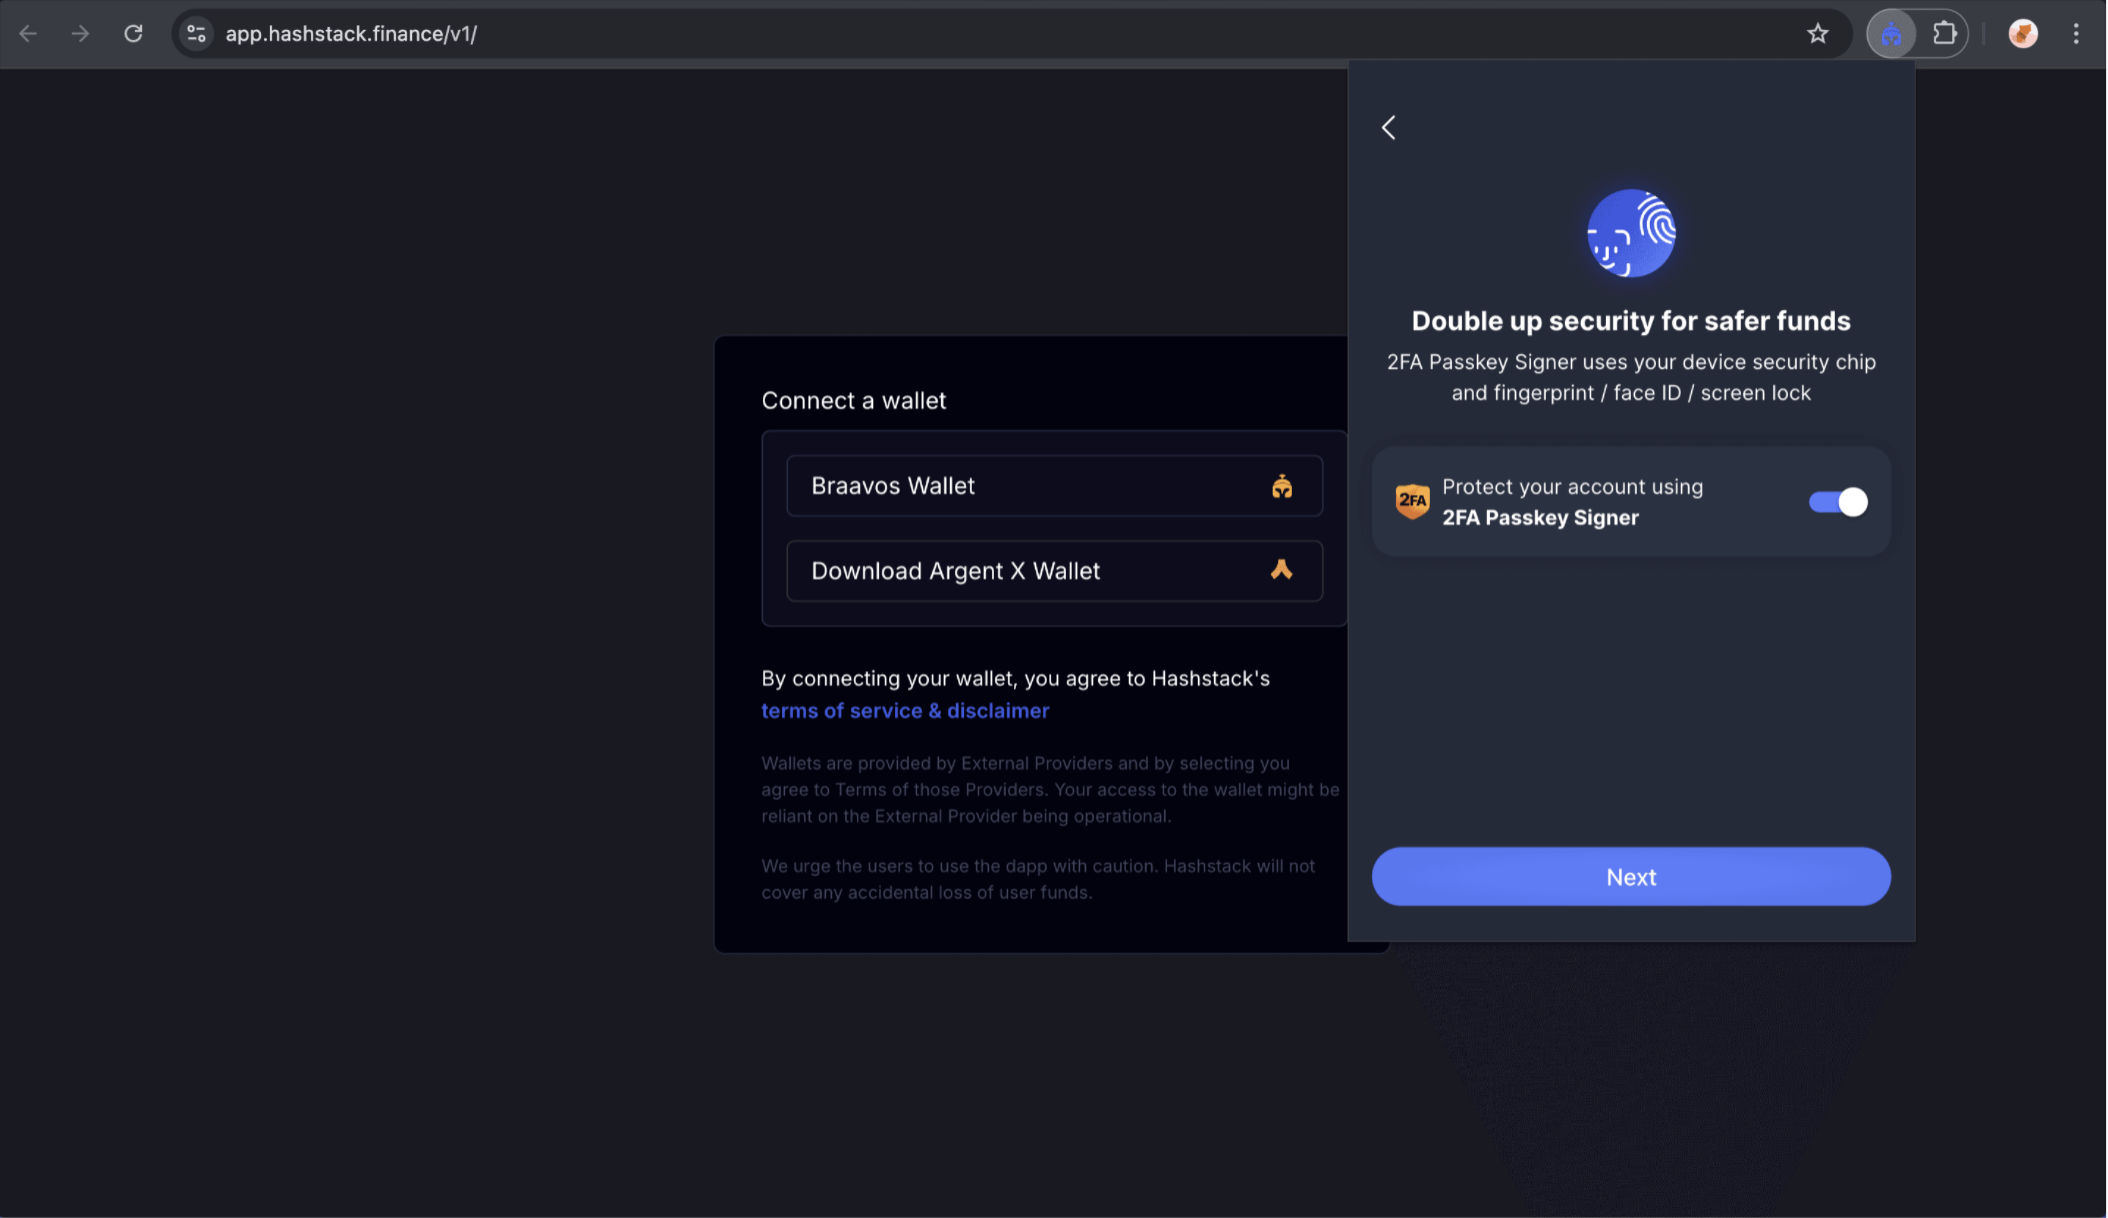 app.hashstack.finance/v1/
Connect a wallet
Braavos Wallet
Download Argent X Wallet
By connecting your wallet, you agree to Hashstack's
terms of service & disclaimer
Wallets are provided by External Providers and by selecting you
agree to Terms of those Providers. Your access to the wallet might be
reliant on the External Provider being operational.
We urge the users to use the dapp with caution. Hashstack will not
cover any accidental loss of user funds.
Double up security for safer funds
2FA Passkey Signer uses your device security chip
and fingerprint / face ID / screen lock
2FA
Protect your account using
2FA Passkey Signer
Next